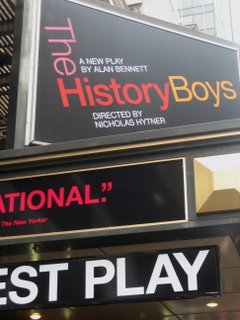 The
A NEW PLAY
BY ALAN BENNETT
HistoryBoys
DIRECTED BY
NICHOLAS HYTNER
ATIONAL."
The New Yorker
EST PLAY